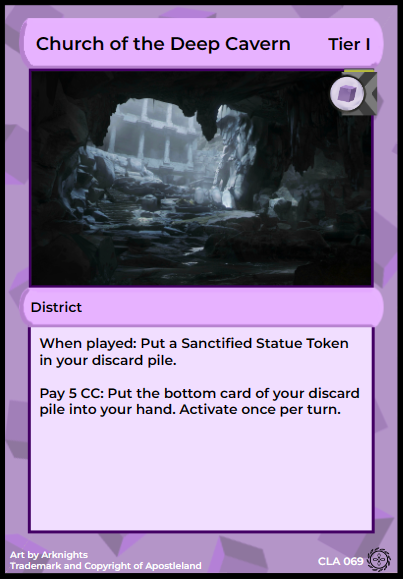 Church of the Deep Cavern Tier I
District
When played: Put a Sanctified Statue Token
in your discard pile.
Pay 5 CC: Put the bottom card of your discard
pile into your hand. Activate once per turn.
Art by Arknights
Trademark and Copyright of Apostleland
CLA 069